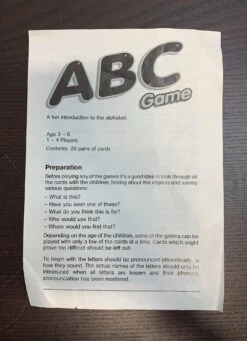 ABC
Game
A fun introduction to the alphabet.
Age 3 – 6
1 – 4 Players
Contents: 26 pairs of cards
Preparation
Before playing any of the games it's a good idea to look through all
the cards with the children, talking about the objects and asking
various questions:
– What is this?
– Have you seen one of these?
– What do you think this is for?
– Who would use that?
– Where would you find that?
Depending on the age of the children, some of the games can be
played with only a few of the cards at a time. Cards which might
prove too difficult should be left out.
To begin with the letters should be pronounced phonetically, ie
how they sound. The actual names of the letters should only be
introduced when all letters are known and their phonetic
pronounciation has been mastered.